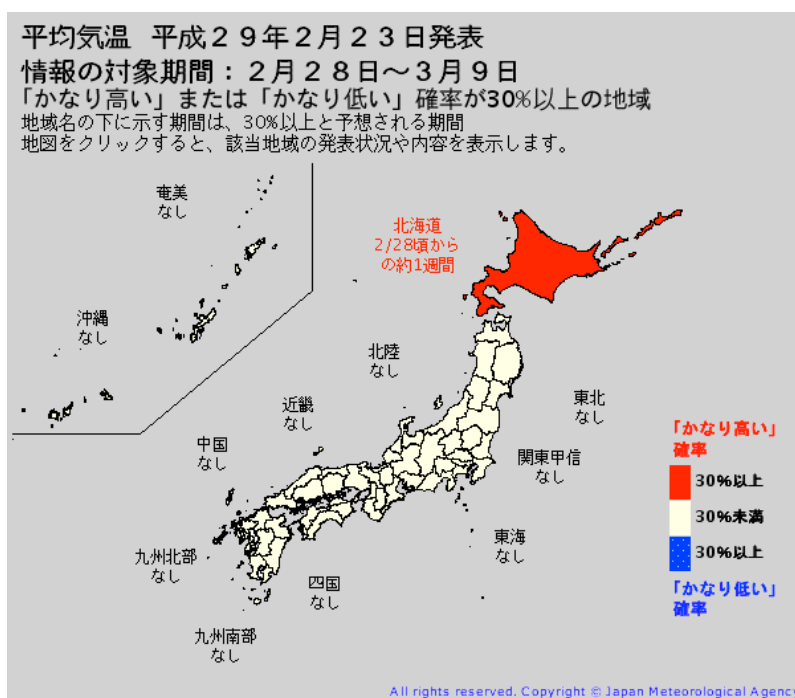 平均気温 平成２９年２月２３日発表
情報の対象期間：２月２８日～３月９日
「かなり高い」または「かなり低い」確率が30%以上の地域
地域名の下に示す期間は、30%以上と予想される期間
地図をクリックすると、該当地域の発表状況や内容を表示します。
奄美
なし
北海道
2/28頃から
の約1週間
沖縄
なし
北陸
なし
近畿
なし
東北
なし
中国
なし
関東甲信
なし
「かなり高い」
確率
30%以上
30%未満
30%以上
「かなり低い」
確率
東海
なし
九州北部
なし
四国
なし
九州南部
なし
All rights reserved. Copyright © Japan Meteorological Agency